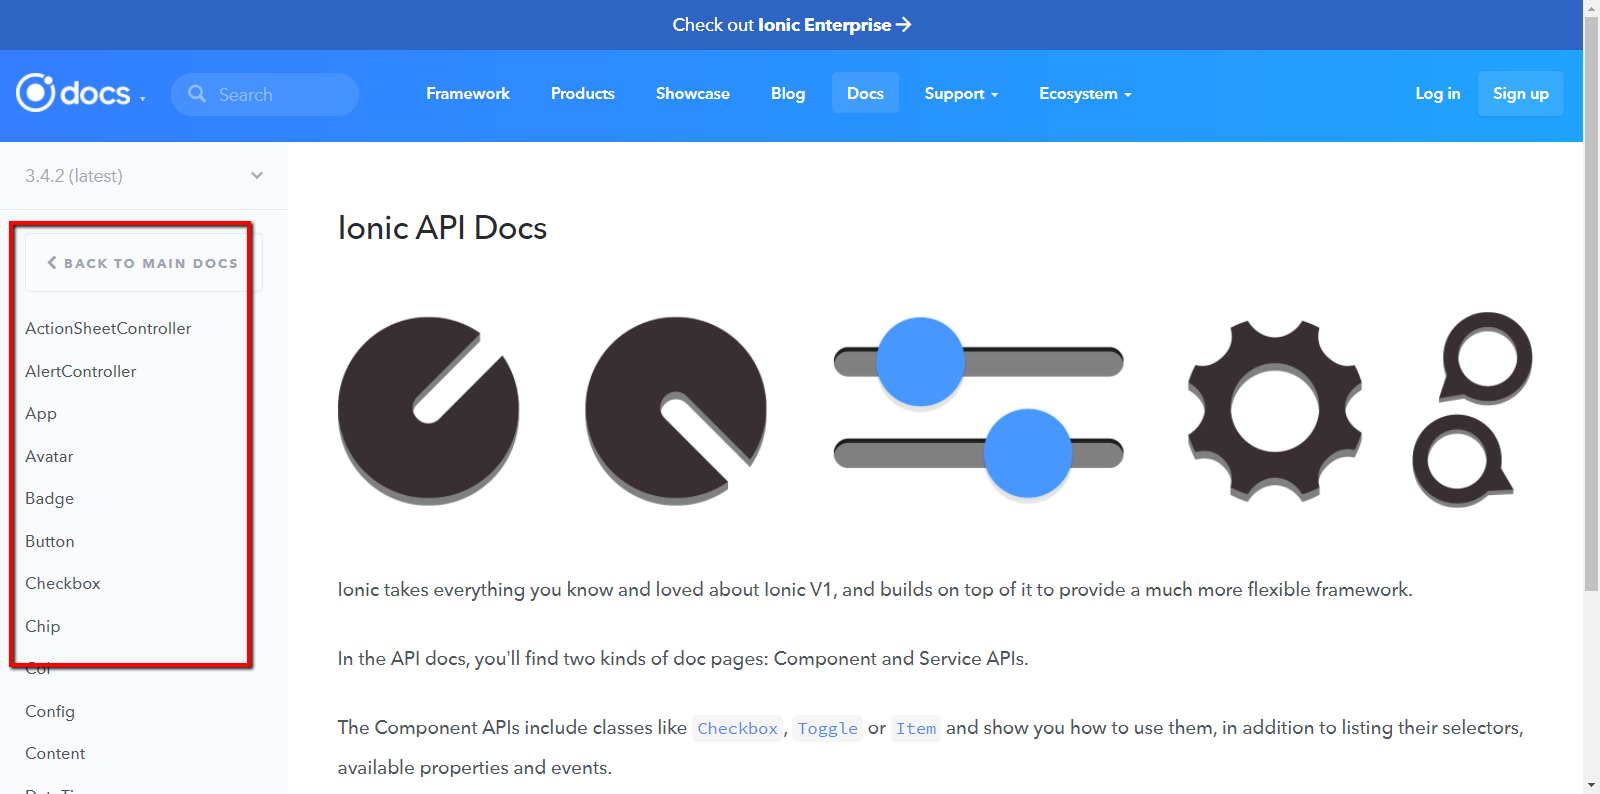 Check out Ionic Enterprise
docs
Search
Framework
Products
Showcase
Blog
Docs
Support
Ecosystem
Log in
Sign up
3.4.2 (latest)
BACK TO MAIN DOCS
ActionSheetController
AlertController
App
Avatar
Badge
Button
Checkbox
Chip
Col
Config
Content
Ionic API Docs
Ionic takes everything you know and loved about Ionic V1, and builds on top of it to provide a much more flexible framework.
In the API docs, you’ll find two kinds of doc pages: Component and Service APIs.
The Component APIs include classes like Checkbox, Toggle or Item and show you how to use them, in addition to listing their selectors,
available properties and events.